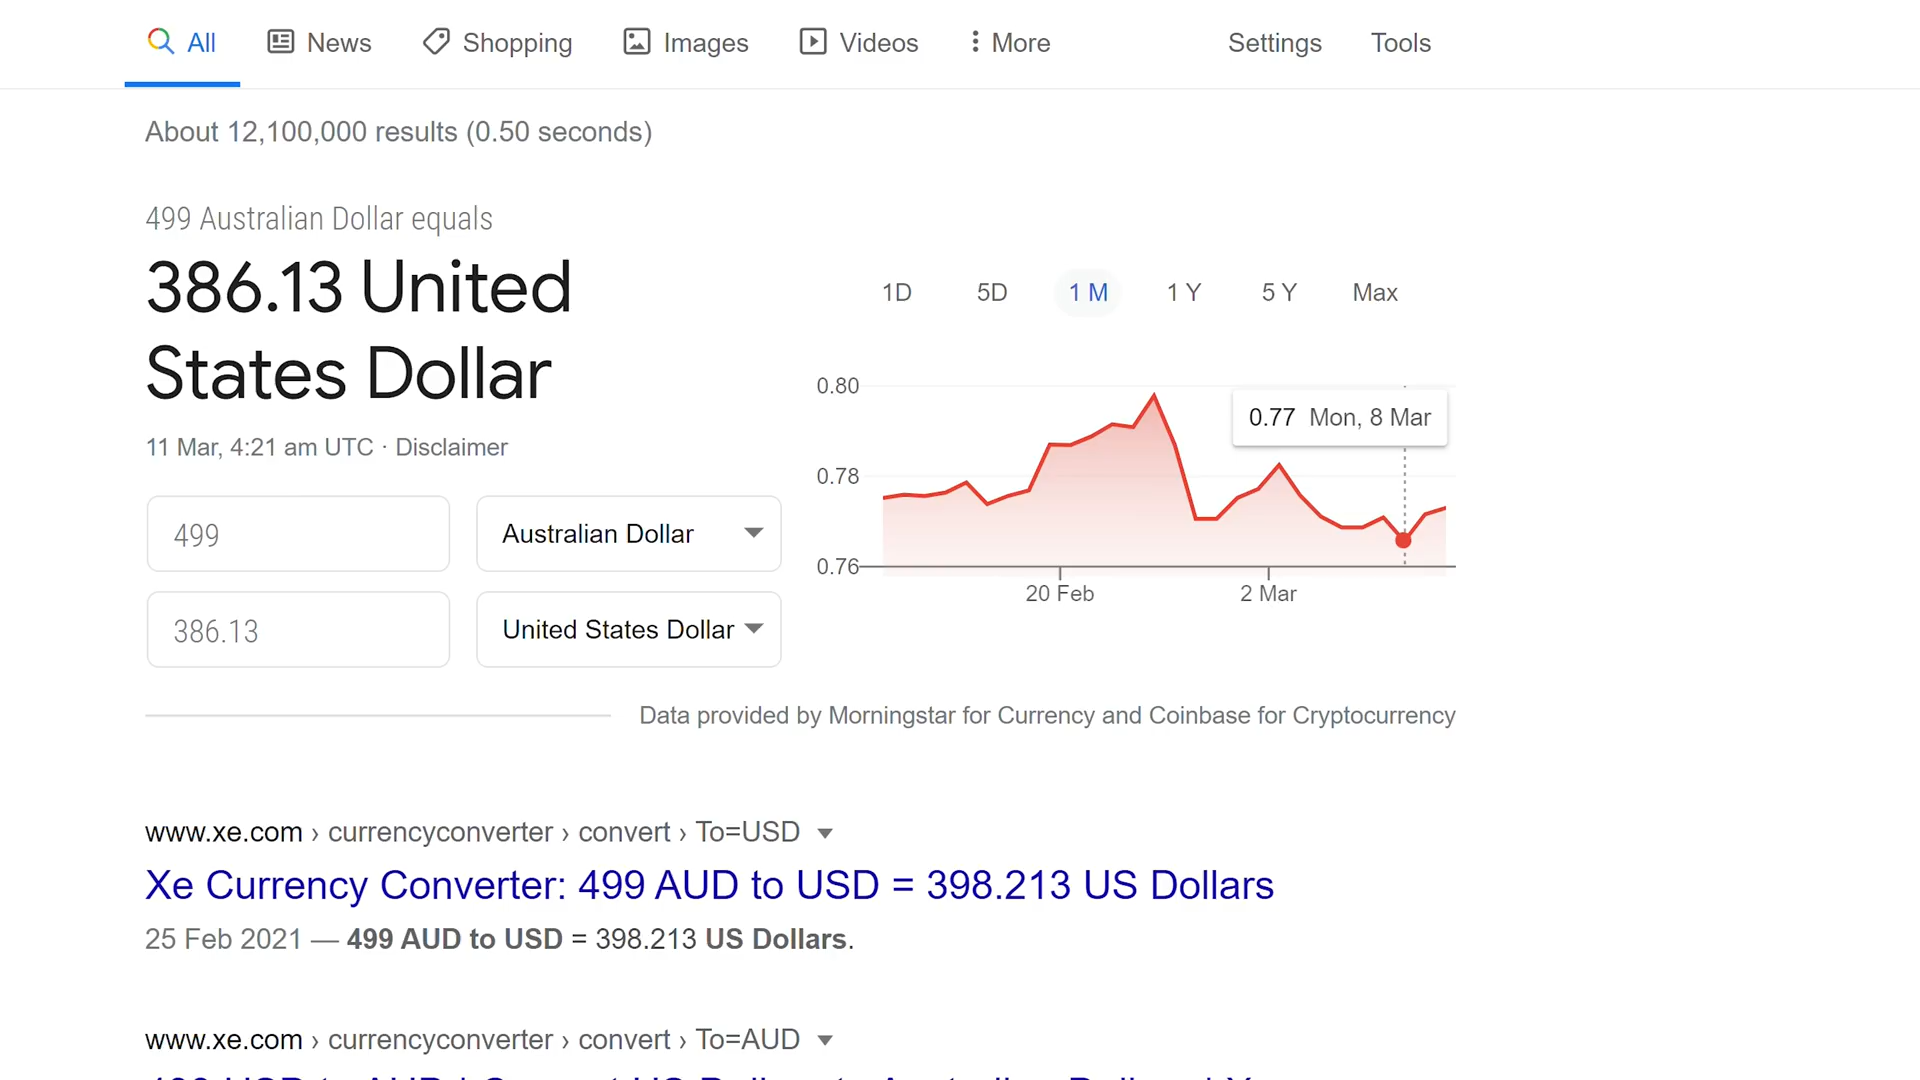 All News Shopping Images Videos More Settings Tools
About 12,100,000 results (0.50 seconds)
499 Australian Dollar equals
386.13 United
States Dollar
11 Mar, 4:21 am UTC · Disclaimer
499 Australian Dollar
386.13 United States Dollar
1D 5D 1 M 1 Y 5 Y Max
0.80
0.77 Mon, 8 Mar
0.78
0.76
20 Feb 2 Mar
Data provided by Morningstar for Currency and Coinbase for Cryptocurrency
www.xe.com › currencyconverter › convert › To=USD
Xe Currency Converter: 499 AUD to USD = 398.213 US Dollars
25 Feb 2021 — 499 AUD to USD = 398.213 US Dollars.
www.xe.com › currencyconverter › convert › To=AUD